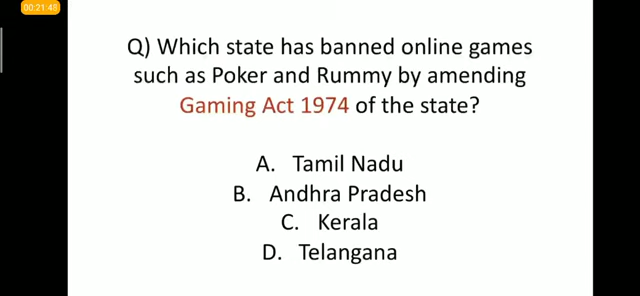 00:21:48
Q) Which state has banned online games
such as Poker and Rummy by amending
Gaming Act 1974 of the state?
A. Tamil Nadu
B. Andhra Pradesh
C. Kerala
D. Telangana